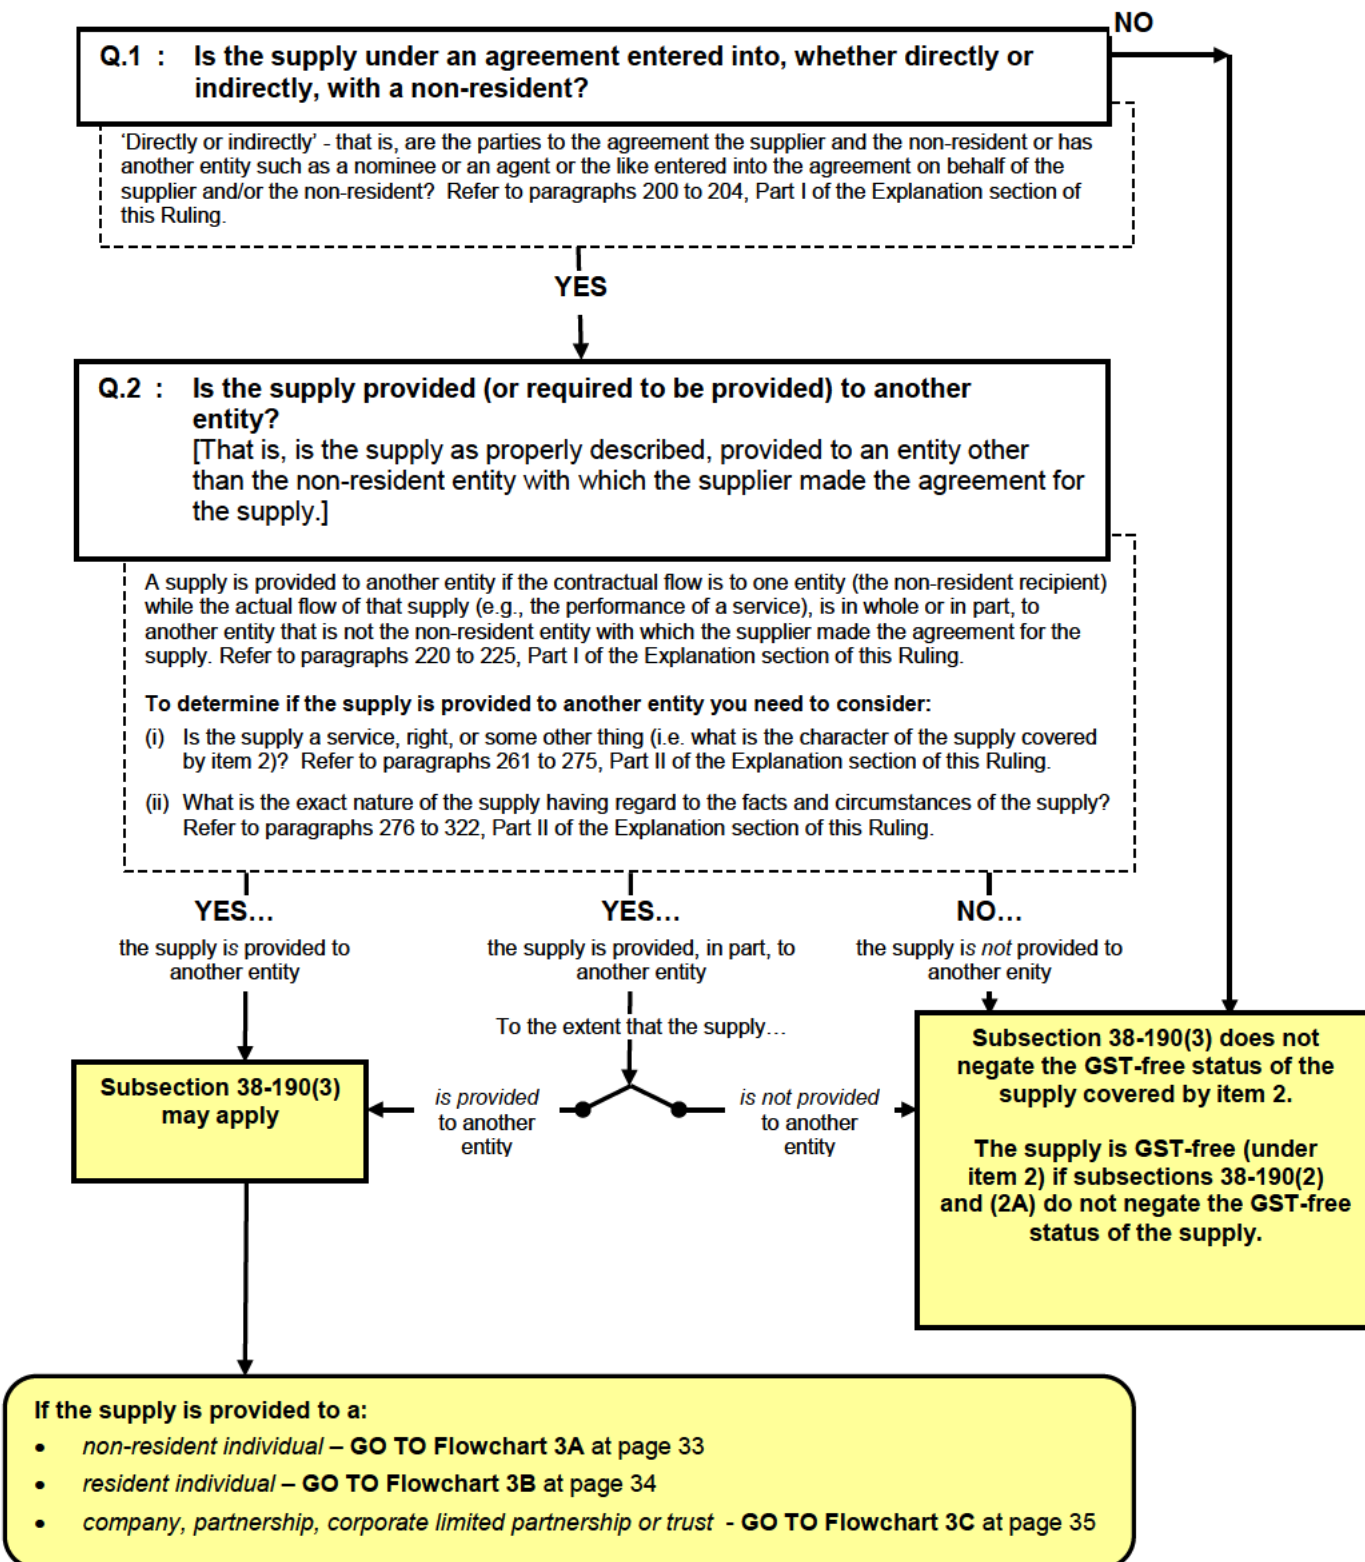 NO
Q.1 : Is the supply under an agreement entered into, whether directly or
indirectly, with a non-resident?
‘Directly or indirectly’ - that is, are the parties to the agreement the supplier and the non-resident or has
another entity such as a nominee or an agent or the like entered into the agreement on behalf of the
supplier and/or the non-resident? Refer to paragraphs 200 to 204, Part I of the Explanation section of
this Ruling.
YES
Q.2 : Is the supply provided (or required to be provided) to another
entity?
[That is, is the supply as properly described, provided to an entity other
than the non-resident entity with which the supplier made the agreement for
the supply.]
A supply is provided to another entity if the contractual flow is to one entity (the non-resident recipient)
while the actual flow of that supply (e.g., the performance of a service), is in whole or in part, to
another entity that is not the non-resident entity with which the supplier made the agreement for the
supply. Refer to paragraphs 220 to 225, Part I of the Explanation section of this Ruling.
To determine if the supply is provided to another entity you need to consider:
(i) Is the supply a service, right, or some other thing (i.e. what is the character of the supply covered
by item 2)? Refer to paragraphs 261 to 275, Part II of the Explanation section of this Ruling.
(ii) What is the exact nature of the supply having regard to the facts and circumstances of the supply?
Refer to paragraphs 276 to 322, Part II of the Explanation section of this Ruling.
YES…
the supply is provided to
another entity
YES…
the supply is provided, in part, to
another entity
NO…
the supply is not provided to
another enity
To the extent that the supply…
Subsection 38-190(3)
may apply
is provided
to another
entity
is not provided
to another
entity
Subsection 38-190(3) does not
negate the GST-free status of the
supply covered by item 2.
The supply is GST-free (under
item 2) if subsections 38-190(2)
and (2A) do not negate the GST-free
status of the supply.
If the supply is provided to a:
• non-resident individual – GO TO Flowchart 3A at page 33
• resident individual – GO TO Flowchart 3B at page 34
• company, partnership, corporate limited partnership or trust - GO TO Flowchart 3C at page 35